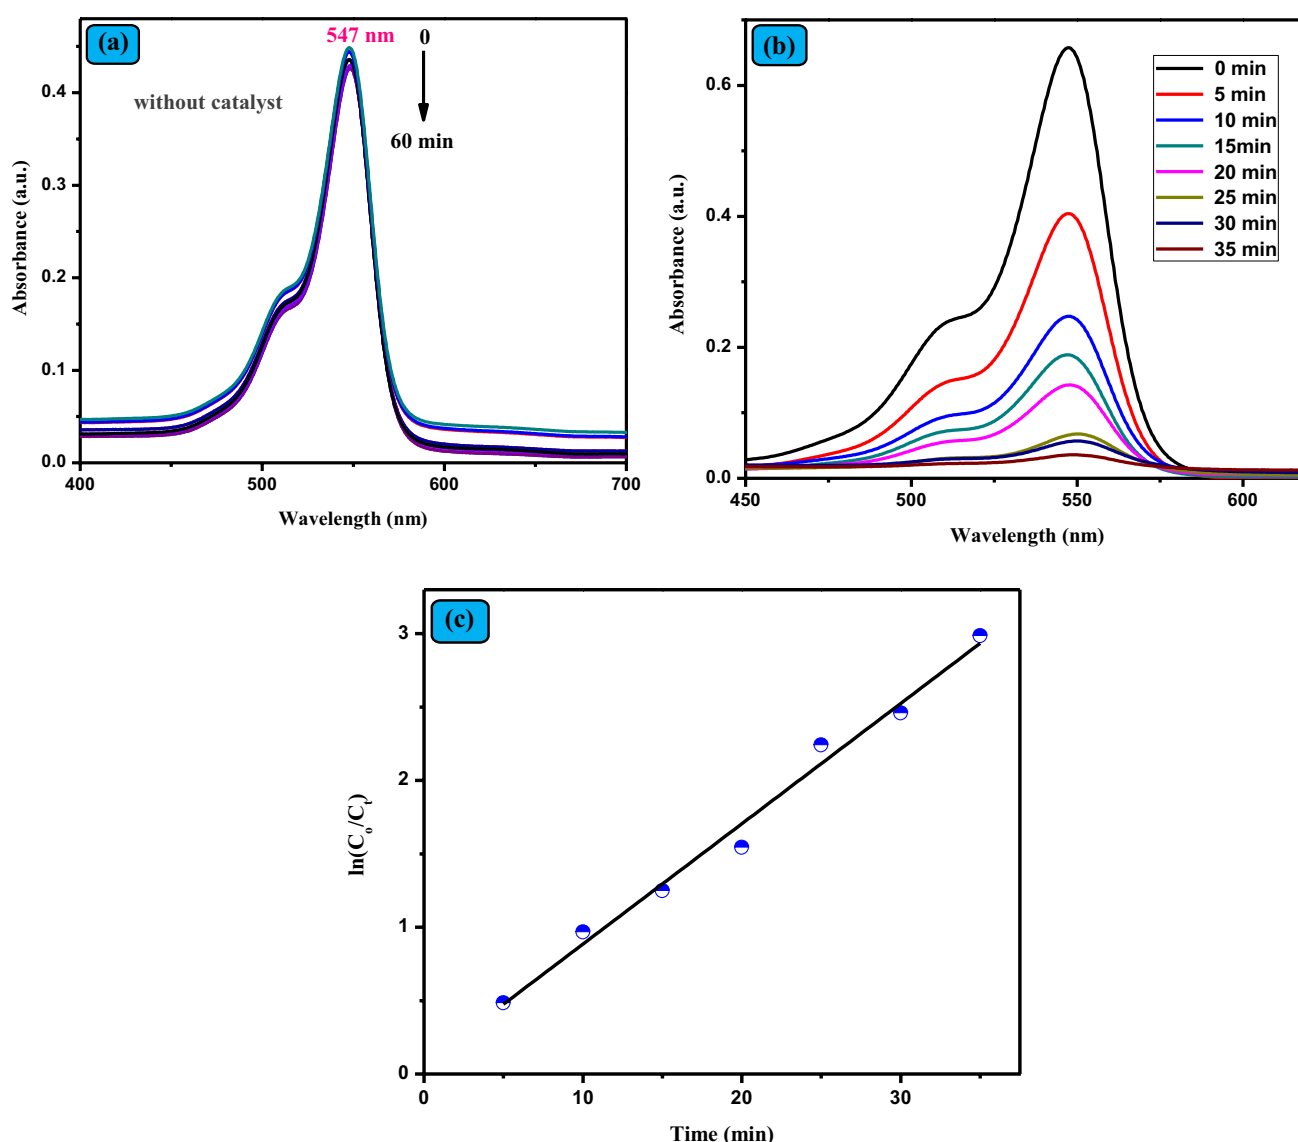 (a)
547 nm
0
without catalyst
60 min
0.4
0.3
0.2
0.1
0.0
400
500
600
700
Absorbance (a.u.)
Wavelength (nm)
(b)
0 min
5 min
10 min
15min
20 min
25 min
30 min
35 min
0.6
0.4
0.2
0.0
450
500
550
600
Absorbance (a.u.)
Wavelength (nm)
(c)
3
2
1
0
0
10
20
30
ln(Cₒ/Cₜ)
Time (min)